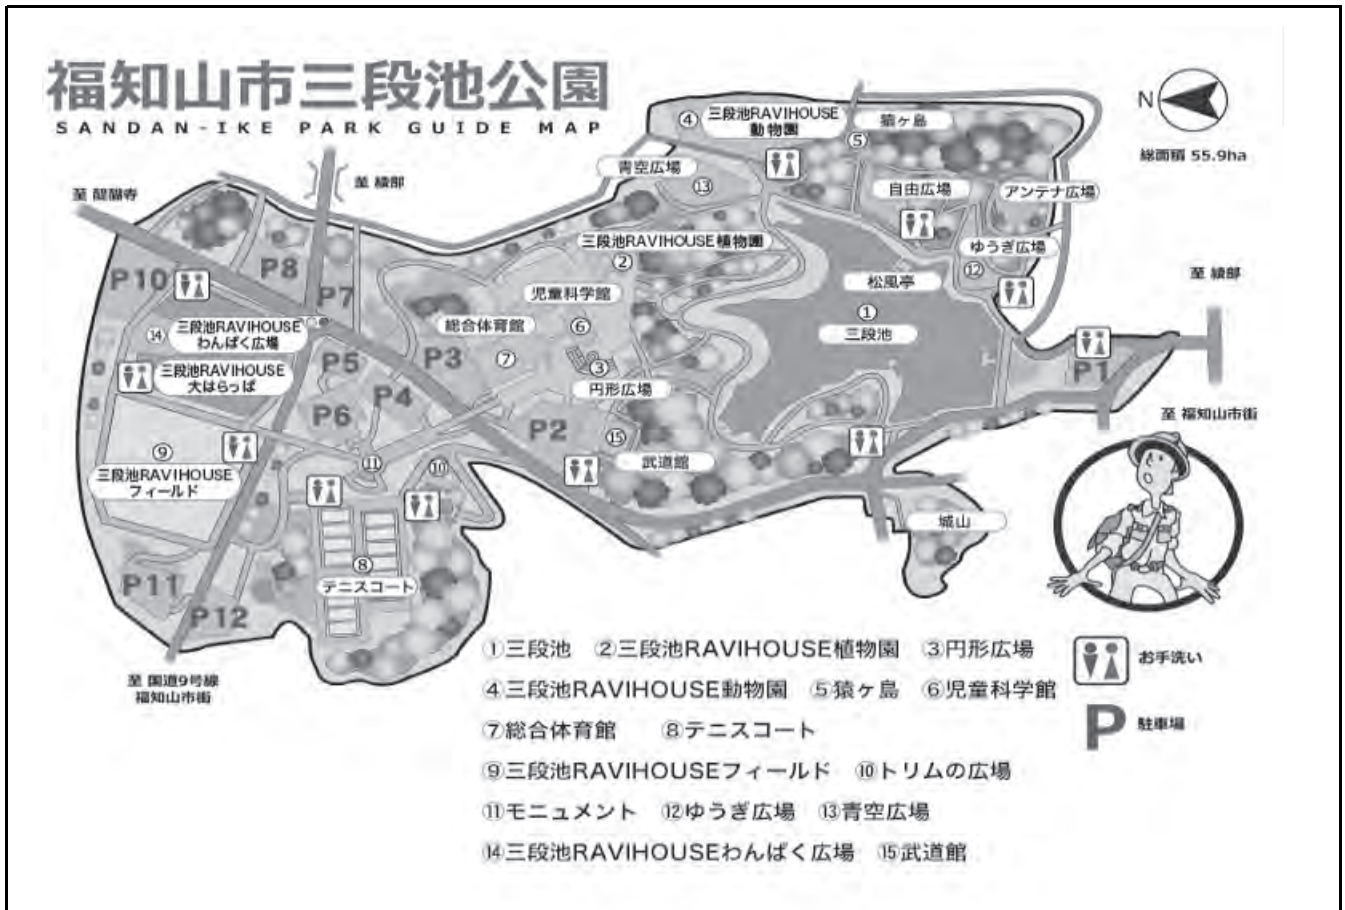 福知山市三段池公園
SANDAN-IKE PARK GUIDE MAP
N
総面積 55.9ha
④ 三段池RAVIHOUSE
動物園
猿ヶ島
⑤
青空広場
⑬
至 綾部
至 醍醐寺
自由広場
アンテナ広場
三段池RAVIHOUSE植物園
②
ゆうぎ広場
⑫
P10
P8
P7
児童科学館
⑥
松風亭
①
三段池
至 綾部
⑭ 三段池RAVIHOUSE
わんぱく広場
総合体育館
⑦
P3
P5
三段池RAVIHOUSE
大はらっぱ
③
円形広場
P1
P4
P6
P2
⑮
武道館
至 福知山市街
⑨
三段池RAVIHOUSE
フィールド
⑪
⑩
城山
⑧
テニスコート
P11
P12
至 国道9号線
福知山市街
①三段池 ②三段池RAVIHOUSE植物園 ③円形広場
④三段池RAVIHOUSE動物園 ⑤猿ヶ島 ⑥児童科学館
⑦総合体育館 ⑧テニスコート
⑨三段池RAVIHOUSEフィールド ⑩トリムの広場
⑪モニュメント ⑫ゆうぎ広場 ⑬青空広場
⑭三段池RAVIHOUSEわんぱく広場 ⑮武道館
お手洗い
P 駐車場